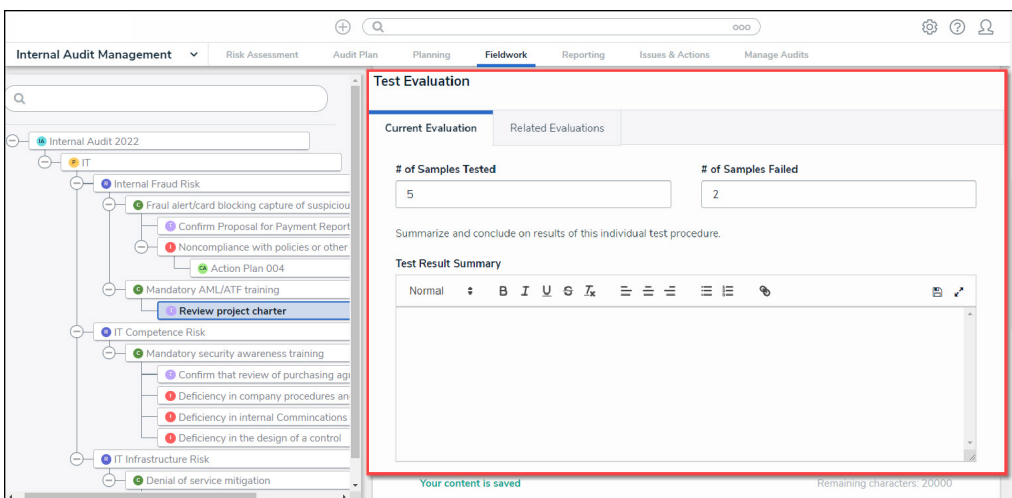 ooo
Internal Audit Management
Risk Assessment
Audit Plan
Planning
Fieldwork
Reporting
Issues & Actions
Manage Audits
IA Internal Audit 2022
P IT
R Internal Fraud Risk
C Fraul alert/card blocking capture of suspiciou
T Confirm Proposal for Payment Report
I Noncompliance with policies or other
CA Action Plan 004
C Mandatory AML/ATF training
T Review project charter
R IT Competence Risk
C Mandatory security awareness training
T Confirm that review of purchasing agr
I Deficiency in company procedures an
I Deficiency in internal Commincations
I Deficiency in the design of a control
R IT Infrastructure Risk
C Denial of service mitigation
Test Evaluation
Current Evaluation
Related Evaluations
# of Samples Tested
5
# of Samples Failed
2
Summarize and conclude on results of this individual test procedure.
Test Result Summary
Normal B I U S Tx
Your content is saved
Remaining characters: 20000